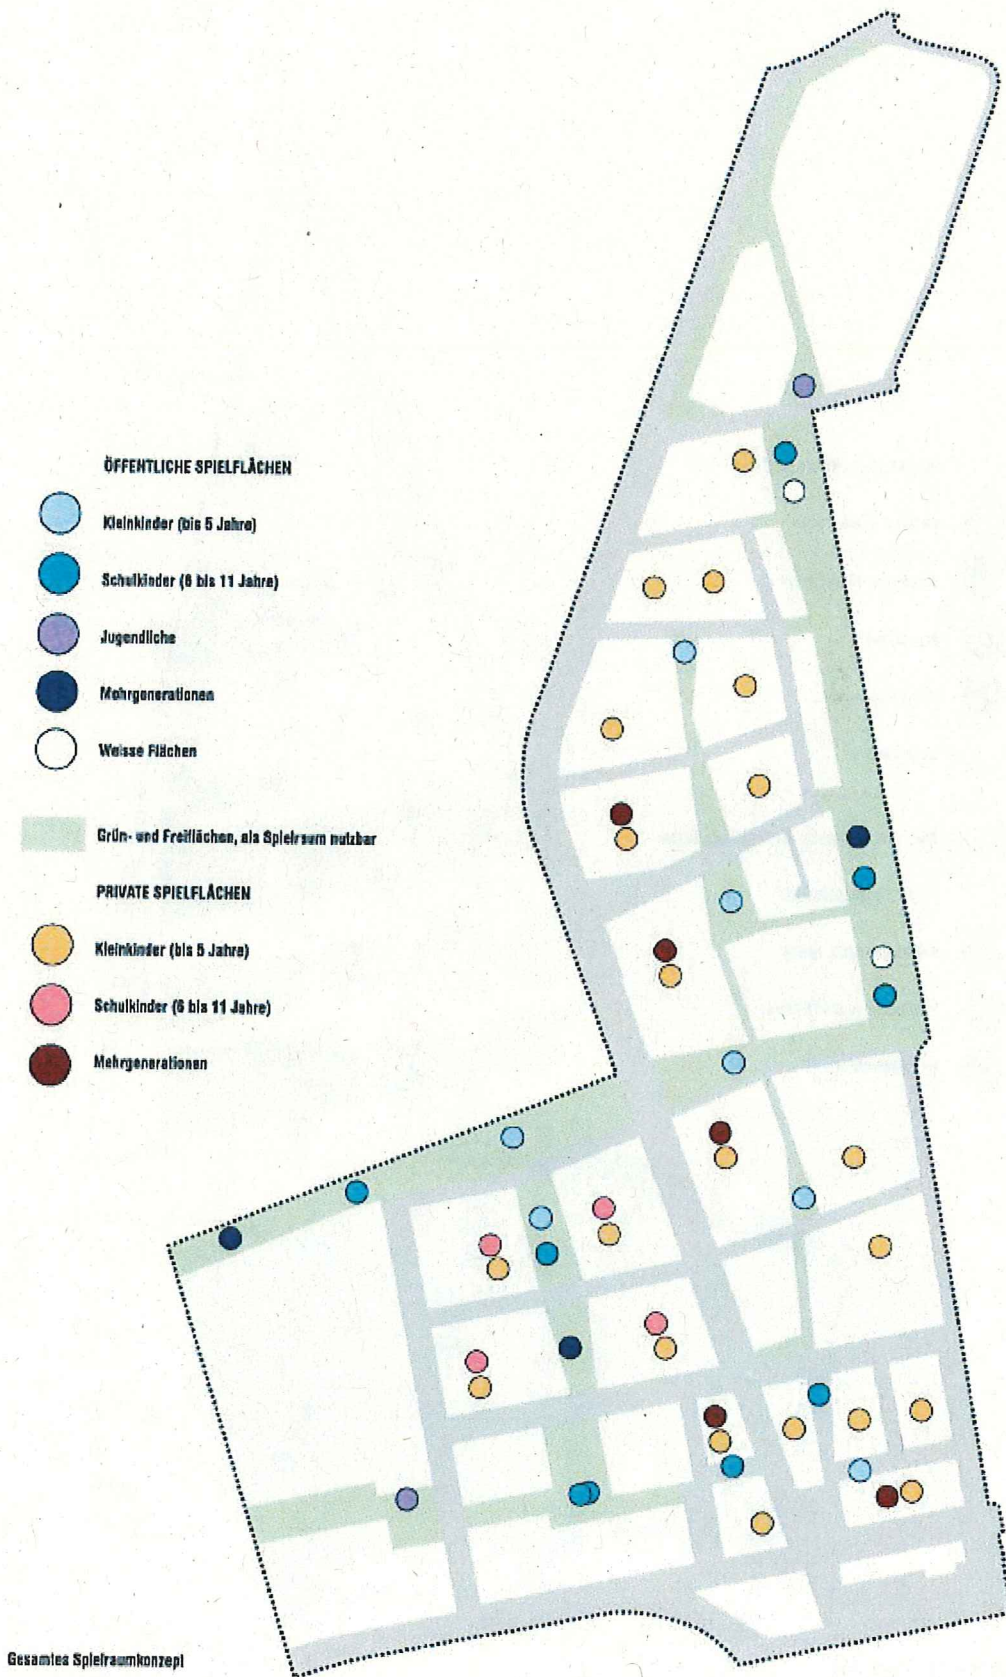 ÖFFENTLICHE SPIELFLÄCHEN
Kleinkinder (bis 5 Jahre)
Schulkinder (6 bis 11 Jahre)
Jugendliche
Mehrgenerationen
Weisse Flächen
Grün- und Freiflächen, als Spielraum nutzbar
PRIVATE SPIELFLÄCHEN
Kleinkinder (bis 5 Jahre)
Schulkinder (6 bis 11 Jahre)
Mehrgenerationen
Gesamtes Spielraumkonzept